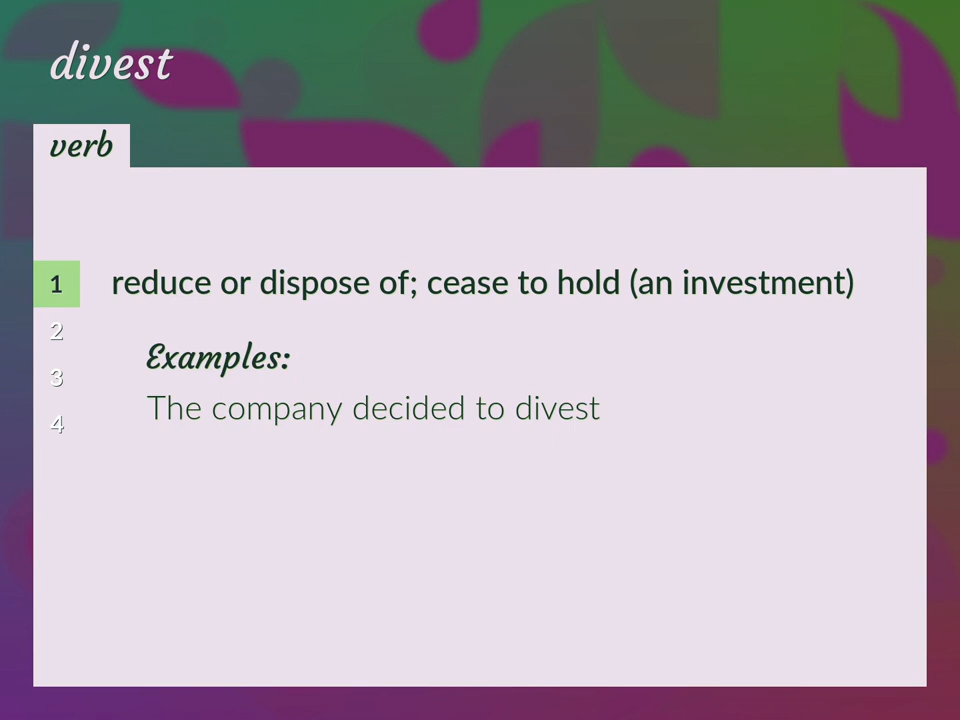 divest
verb
1
reduce or dispose of; cease to hold (an investment)
2
Examples:
3
The company decided to divest
4